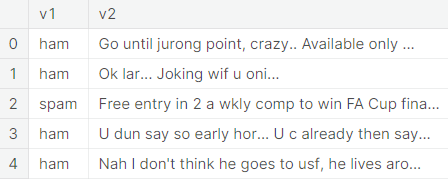 v1 v2
0 ham Go until jurong point, crazy.. Available only ...
1 ham Ok lar... Joking wif u oni...
2 spam Free entry in 2 a wkly comp to win FA Cup fina...
3 ham U dun say so early hor... U c already then say...
4 ham Nah I don't think he goes to usf, he lives aro...